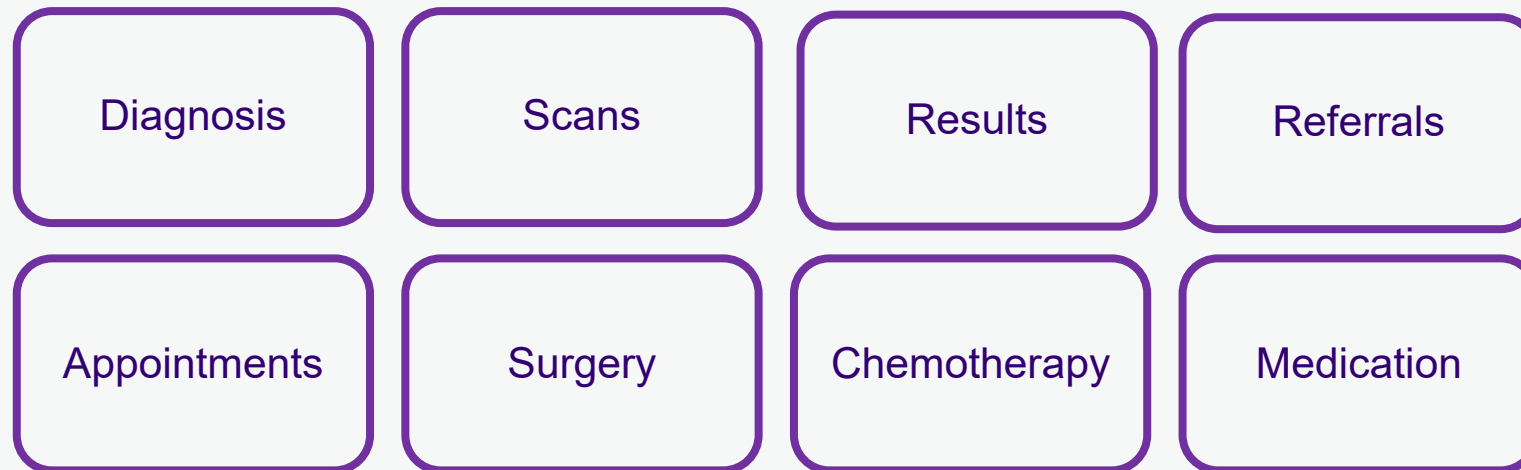 Diagnosis
Scans
Results
Referrals
Appointments
Surgery
Chemotherapy
Medication